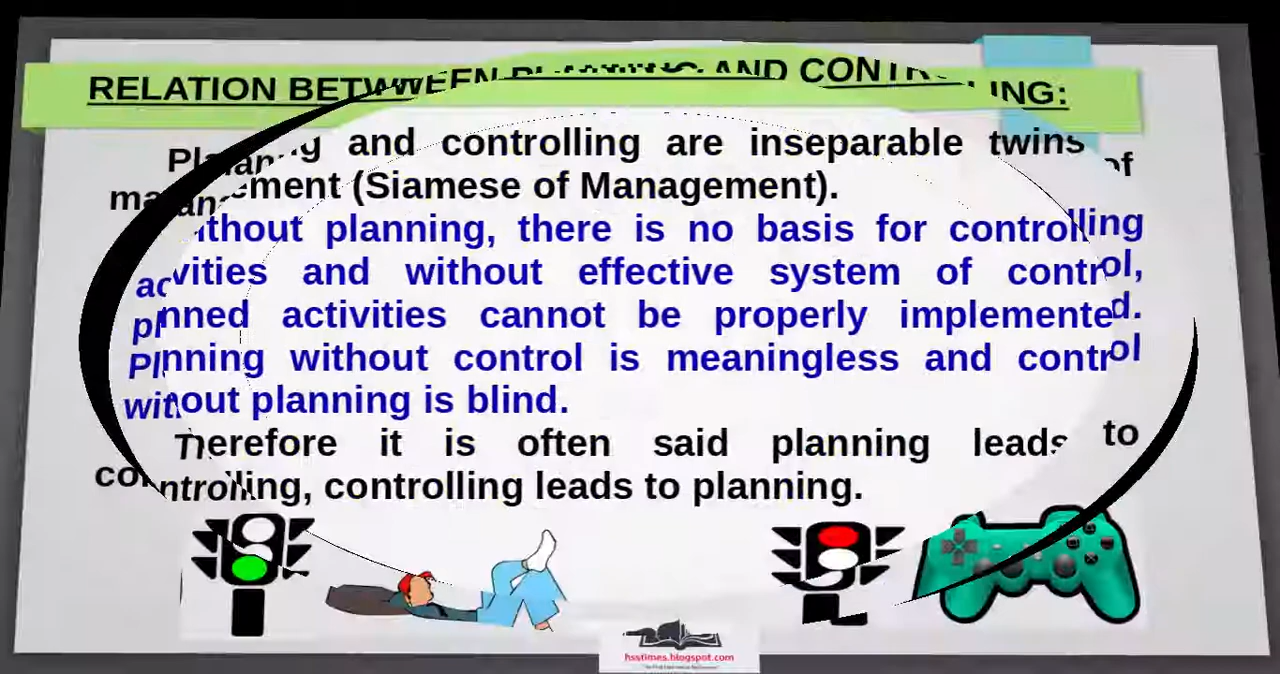 RELATION BETWEEN PLANNING AND CONTROLLING:
Planning and controlling are inseparable twins of
management (Siamese of Management).
Without planning, there is no basis for controlling
activities and without effective system of control,
planned activities cannot be properly implemented.
Planning without control is meaningless and control
without planning is blind.
Therefore it is often said planning leads to
controlling, controlling leads to planning.
hsstimes.blogspot.com